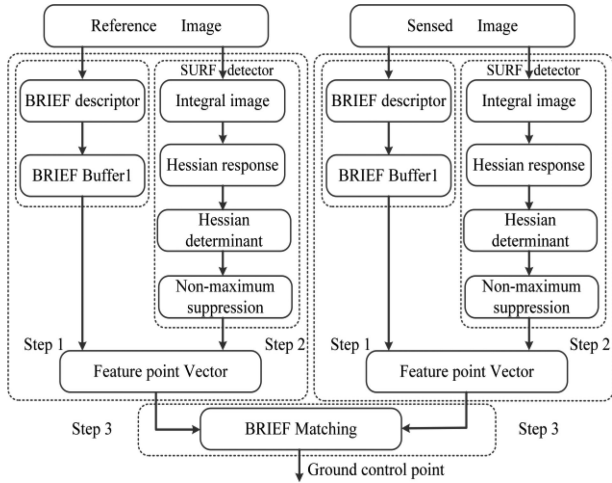 Reference Image
SURF detector
BRIEF descriptor
Integral image
BRIEF Buffer1
Hessian response
Hessian
determinant
Non-maximum
suppression
Step 1
Step 2
Feature point Vector
Sensed Image
SURF detector
BRIEF descriptor
Integral image
BRIEF Buffer1
Hessian response
Hessian
determinant
Non-maximum
suppression
Step 1
Step 2
Feature point Vector
Step 3
BRIEF Matching
Step 3
Ground control point